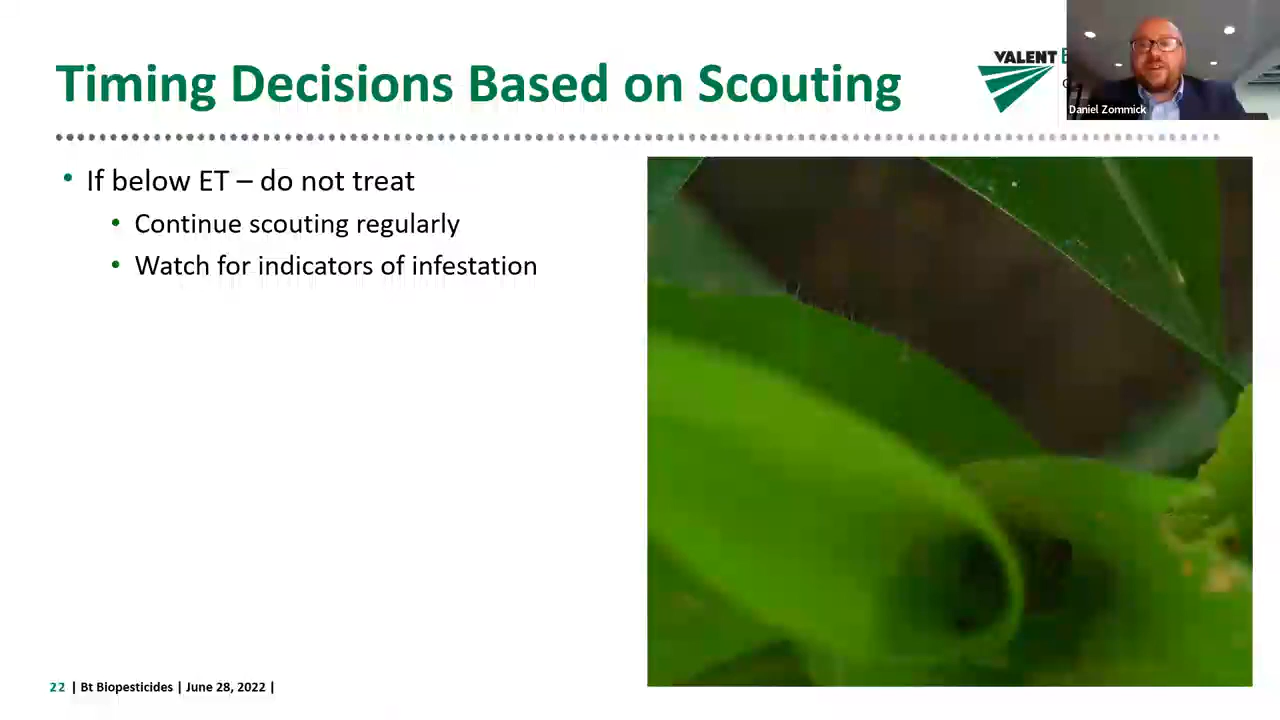 Timing Decisions Based on Scouting
VALENT
Daniel Zommick
• If below ET – do not treat
• Continue scouting regularly
• Watch for indicators of infestation
22 | Bt Biopesticides | June 28, 2022 |